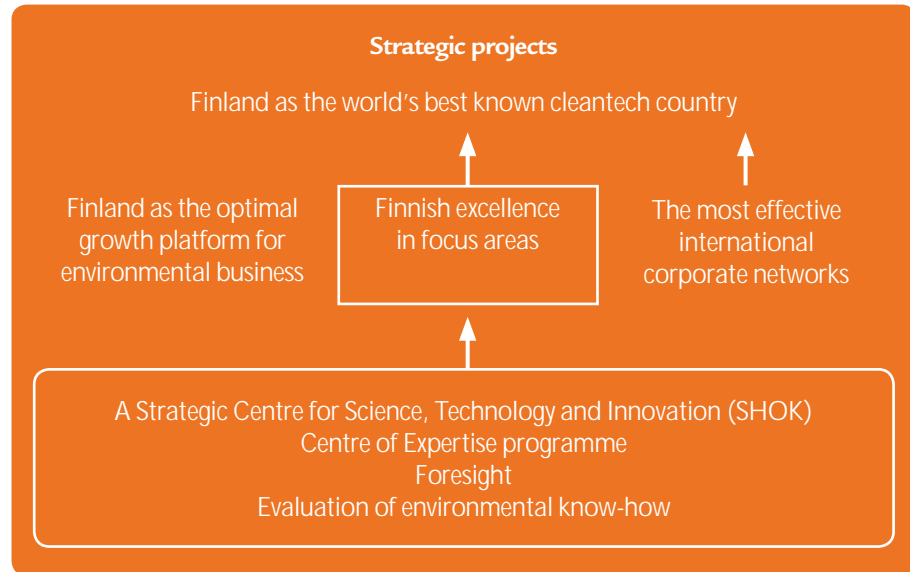 Strategic projects
Finland as the world's best known cleantech country
Finland as the optimal
growth platform for
environmental business
Finnish excellence
in focus areas
The most effective
international
corporate networks
A Strategic Centre for Science, Technology and Innovation (SHOK)
Centre of Expertise programme
Foresight
Evaluation of environmental know-how